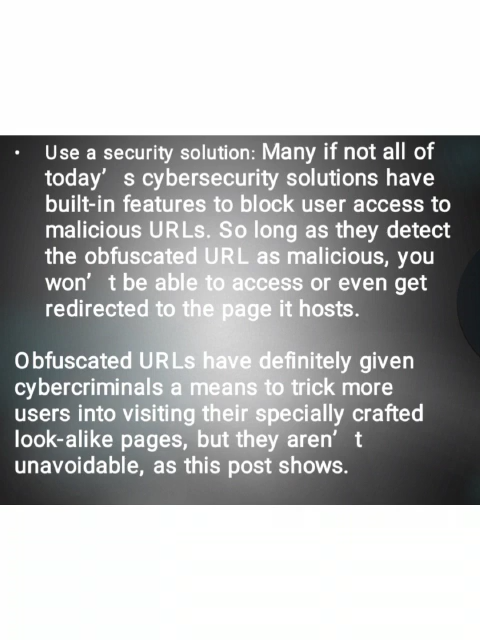 • Use a security solution: Many if not all of
today’ s cybersecurity solutions have
built-in features to block user access to
malicious URLs. So long as they detect
the obfuscated URL as malicious, you
won’ t be able to access or even get
redirected to the page it hosts.
Obfuscated URLs have definitely given
cybercriminals a means to trick more
users into visiting their specially crafted
look-alike pages, but they aren’ t
unavoidable, as this post shows.